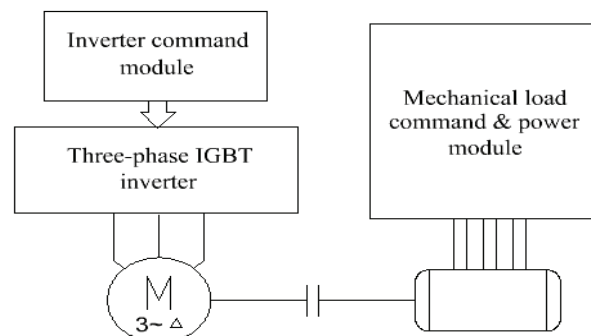 Inverter command
module
Three-phase IGBT
inverter
M
3~ Δ
Mechanical load
command & power
module